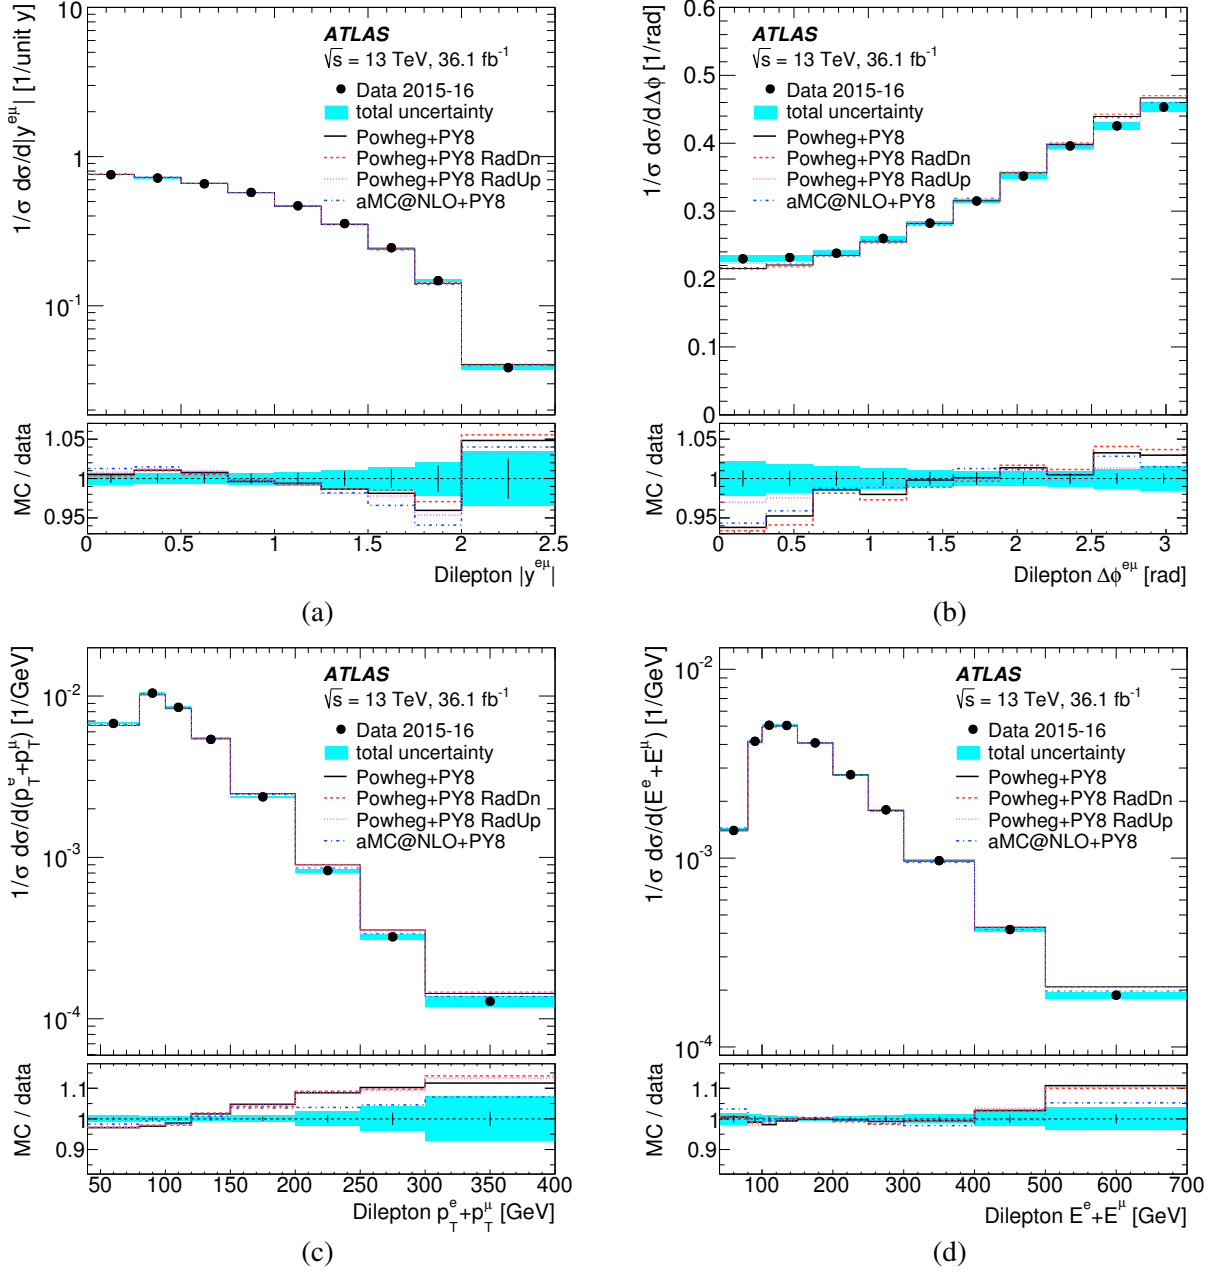 1/σ dσ/d|y^{eμ}| [1/unit y]
10
1
10^{-1}
ATLAS
√s = 13 TeV, 36.1 fb^{-1}
Data 2015-16
total uncertainty
Powheg+PY8
Powheg+PY8 RadDn
Powheg+PY8 RadUp
aMC@NLO+PY8
MC / data
1.05
1
0.95
0 0.5 1 1.5 2 2.5
Dilepton |y^{eμ}|
(a)
1/σ dσ/dΔφ [1/rad]
0.6
0.5
0.4
0.3
0.2
0.1
0
ATLAS
√s = 13 TeV, 36.1 fb^{-1}
Data 2015-16
total uncertainty
Powheg+PY8
Powheg+PY8 RadDn
Powheg+PY8 RadUp
aMC@NLO+PY8
MC / data
1.05
1
0.95
0 0.5 1 1.5 2 2.5 3
Dilepton Δφ^{eμ} [rad]
(b)
1/σ dσ/d(p_T^e+p_T^μ) [1/GeV]
10^{-2}
10^{-3}
10^{-4}
ATLAS
√s = 13 TeV, 36.1 fb^{-1}
Data 2015-16
total uncertainty
Powheg+PY8
Powheg+PY8 RadDn
Powheg+PY8 RadUp
aMC@NLO+PY8
MC / data
1.1
1
0.9
50 100 150 200 250 300 350 400
Dilepton p_T^e+p_T^μ [GeV]
(c)
1/σ dσ/d(E^e+E^μ) [1/GeV]
10^{-2}
10^{-3}
10^{-4}
ATLAS
√s = 13 TeV, 36.1 fb^{-1}
Data 2015-16
total uncertainty
Powheg+PY8
Powheg+PY8 RadDn
Powheg+PY8 RadUp
aMC@NLO+PY8
MC / data
1.1
1
0.9
100 200 300 400 500 600 700
Dilepton E^e+E^μ [GeV]
(d)